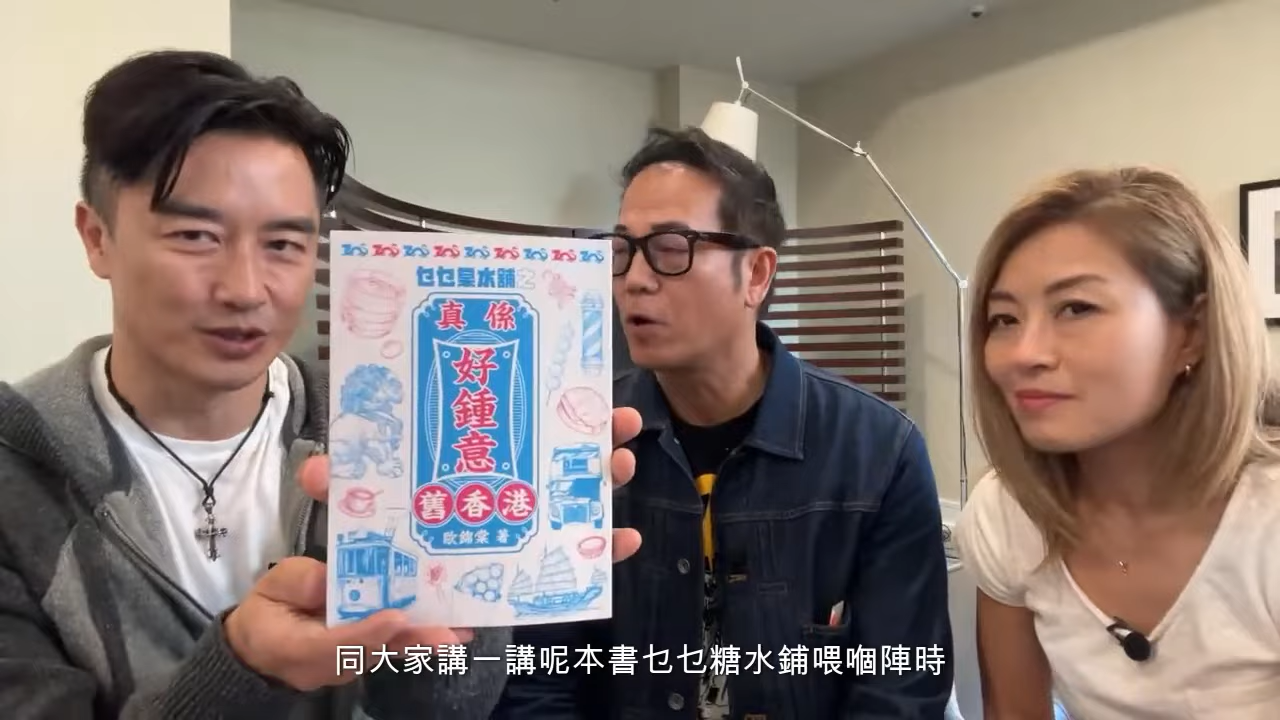 乜乜糖水舖之
真係
好鍾意
舊香港
歐錦棠 著
同大家講一講呢本書乜乜糖水鋪喂嗰陣時